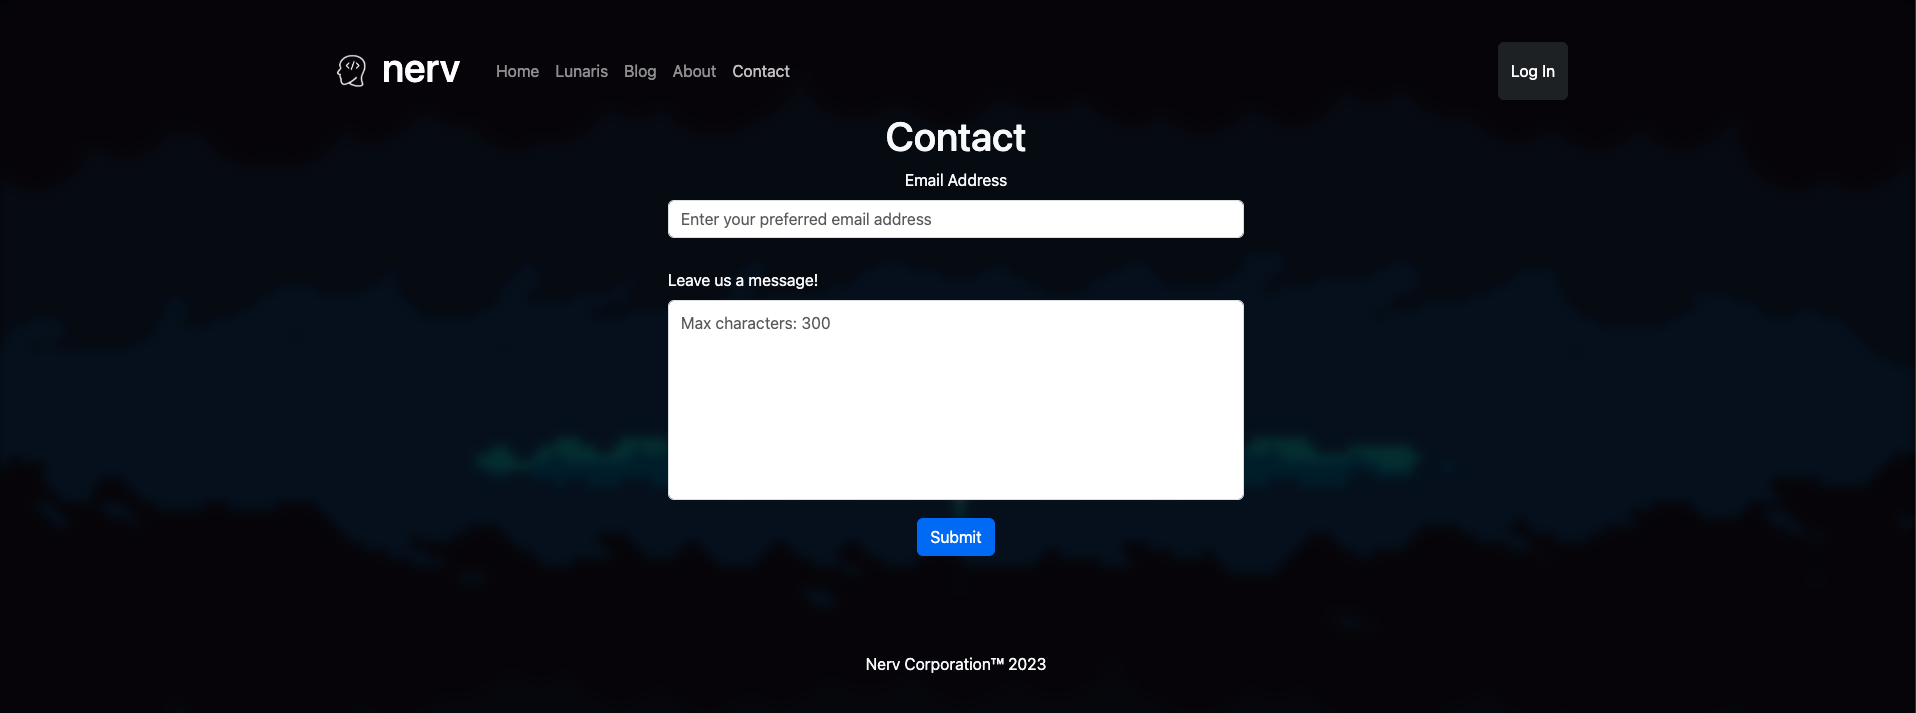 nerv
Home Lunaris Blog About Contact
Log In
Contact
Email Address
Enter your preferred email address
Leave us a message!
Max characters: 300
Submit
Nerv Corporation™ 2023